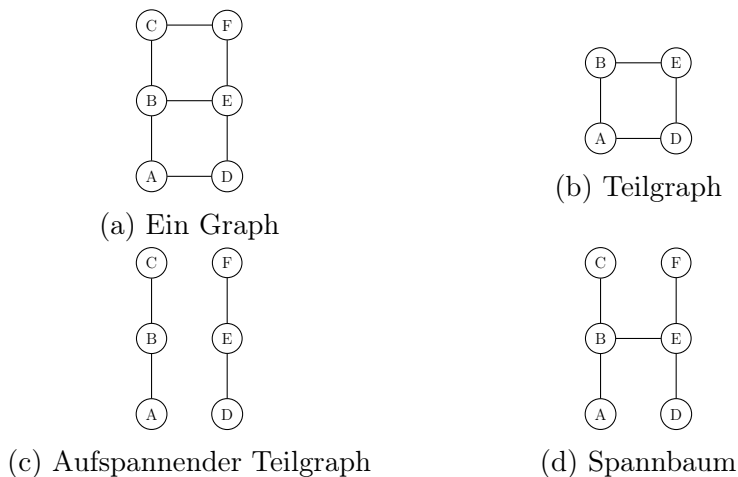 C F
B E
A D
(a) Ein Graph
B E
A D
(b) Teilgraph
C F
B E
A D
(c) Aufspannender Teilgraph
C F
B E
A D
(d) Spannbaum